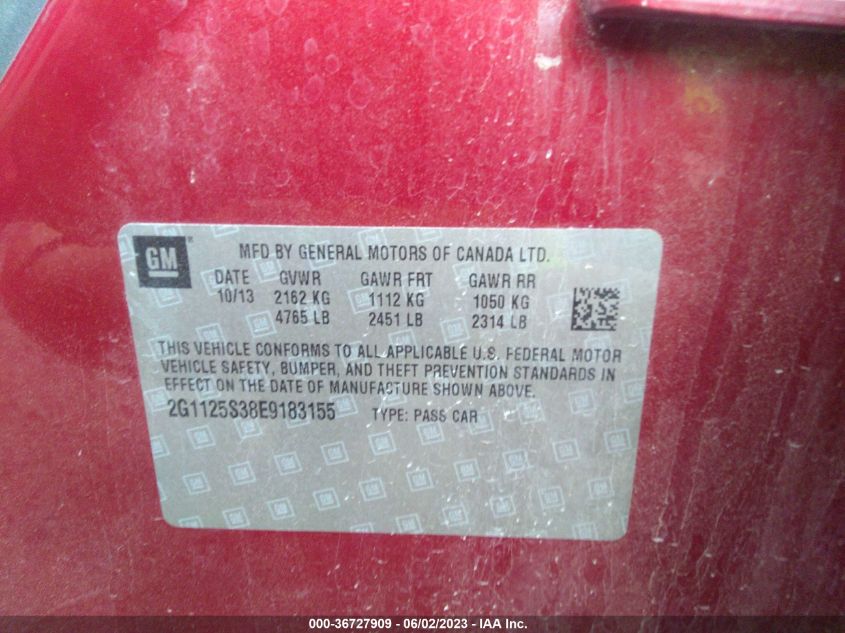 GM ® MFD BY GENERAL MOTORS OF CANADA LTD.
DATE GVWR GAWR FRT GAWR RR
10/13 2162 KG 1112 KG 1050 KG
4765 LB 2451 LB 2314 LB
THIS VEHICLE CONFORMS TO ALL APPLICABLE U.S. FEDERAL MOTOR
VEHICLE SAFETY, BUMPER, AND THEFT PREVENTION STANDARDS IN
EFFECT ON THE DATE OF MANUFACTURE SHOWN ABOVE.
2G1125S38E9183155 TYPE: PASS CAR
000-36727909 - 06/02/2023 - IAA Inc.